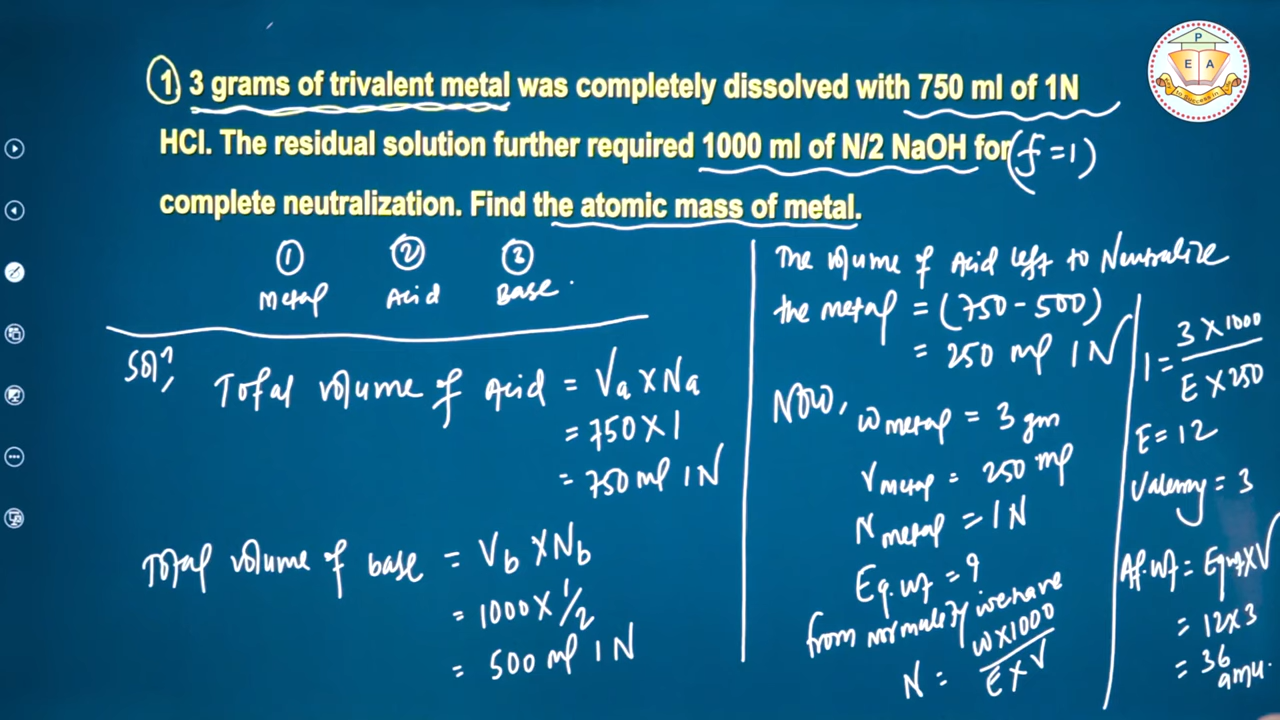 1. 3 grams of trivalent metal was completely dissolved with 750 ml of 1N
HCl. The residual solution further required 1000 ml of N/2 NaOH for (f = 1)
complete neutralization. Find the atomic mass of metal.
P
E A
to Success in
① ② ③
Metal Acid Base.
Solⁿ,
Total volume of Acid = Va × Na
= 750 × 1
= 750 ml 1N
Total volume of base = Vb × Nb
= 1000 × 1/2
= 500 ml 1N
The volume of Acid left to Neutralize
the metal = (750 - 500)
= 250 ml 1N
Now, W metal = 3 gm
V metal = 250 ml
N metal = 1N
Eq. wt = ?
from normality we have
N = W × 1000 / E × V
1 = 3 × 1000 / E × 250
E = 12
Valency = 3
At. wt = Eq wt × V
= 12 × 3
= 36 amu.